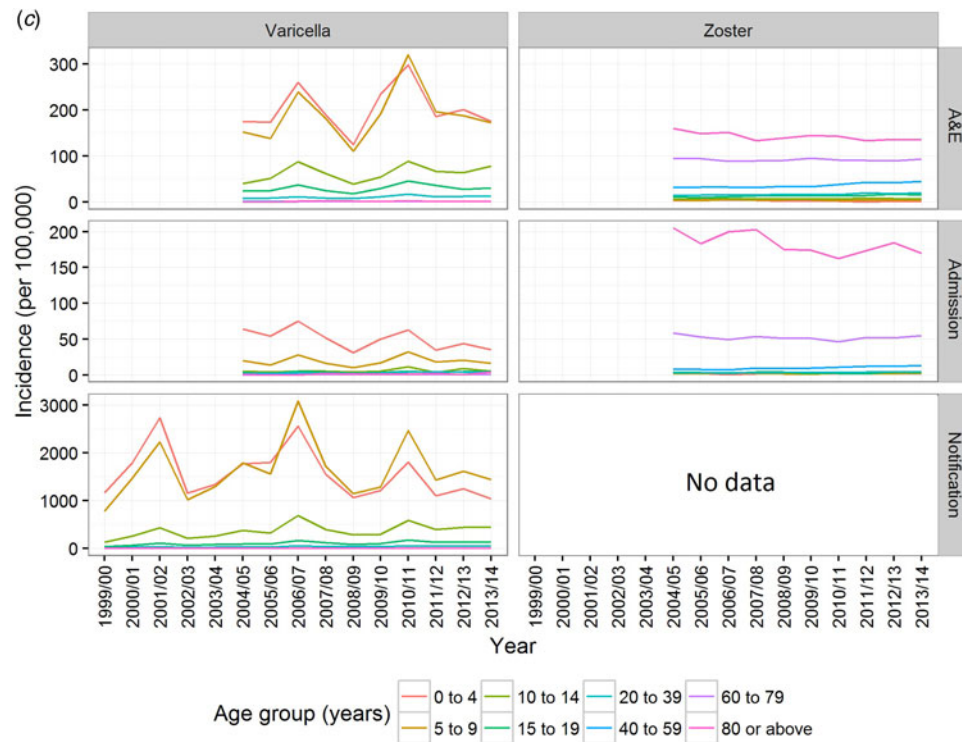 (c)
Varicella
Zoster
300
200
100
0
A&E
200
150
100
50
0
Admission
3000
2000
1000
0
Notification
No data
Incidence (per 100,000)
1999/00
2000/01
2001/02
2002/03
2003/04
2004/05
2005/06
2006/07
2007/08
2008/09
2009/10
2010/11
2011/12
2012/13
2013/14
1999/00
2000/01
2001/02
2002/03
2003/04
2004/05
2005/06
2006/07
2007/08
2008/09
2009/10
2010/11
2011/12
2012/13
2013/14
Year
Age group (years)
0 to 4
10 to 14
20 to 39
60 to 79
5 to 9
15 to 19
40 to 59
80 or above